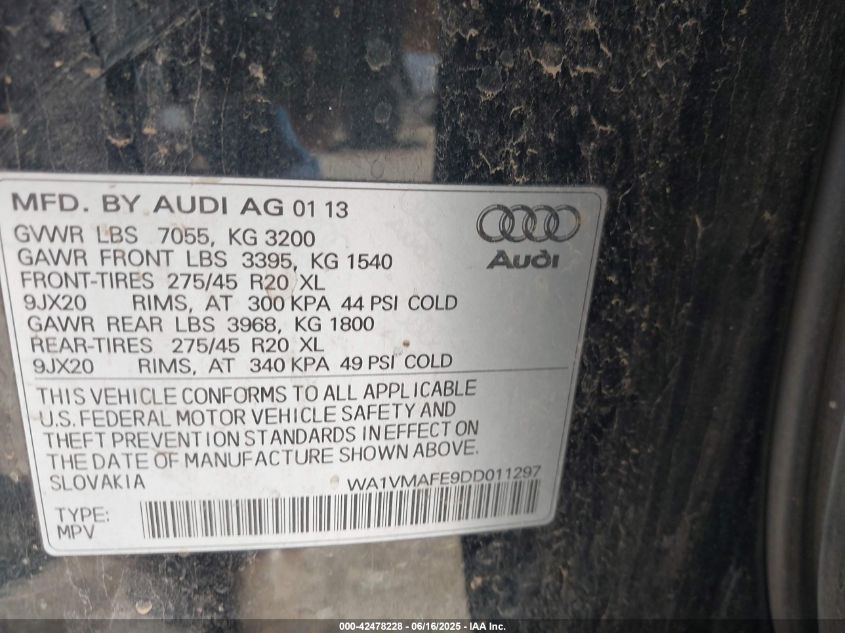 MFD. BY AUDI AG 01 13
GVWR LBS 7055, KG 3200
GAWR FRONT LBS 3395, KG 1540
FRONT-TIRES 275/45 R20 XL
9JX20 RIMS, AT 300 KPA 44 PSI COLD
GAWR REAR LBS 3968, KG 1800
REAR-TIRES 275/45 R20 XL
9JX20 RIMS, AT 340 KPA 49 PSI COLD
Audi
THIS VEHICLE CONFORMS TO ALL APPLICABLE
U.S. FEDERAL MOTOR VEHICLE SAFETY AND
THEFT PREVENTION STANDARDS IN EFFECT ON
THE DATE OF MANUFACTURE SHOWN ABOVE.
SLOVAKIA WA1VMAFE9DD011297
TYPE:
MPV
000-42478228 - 06/16/2025 - IAA Inc.